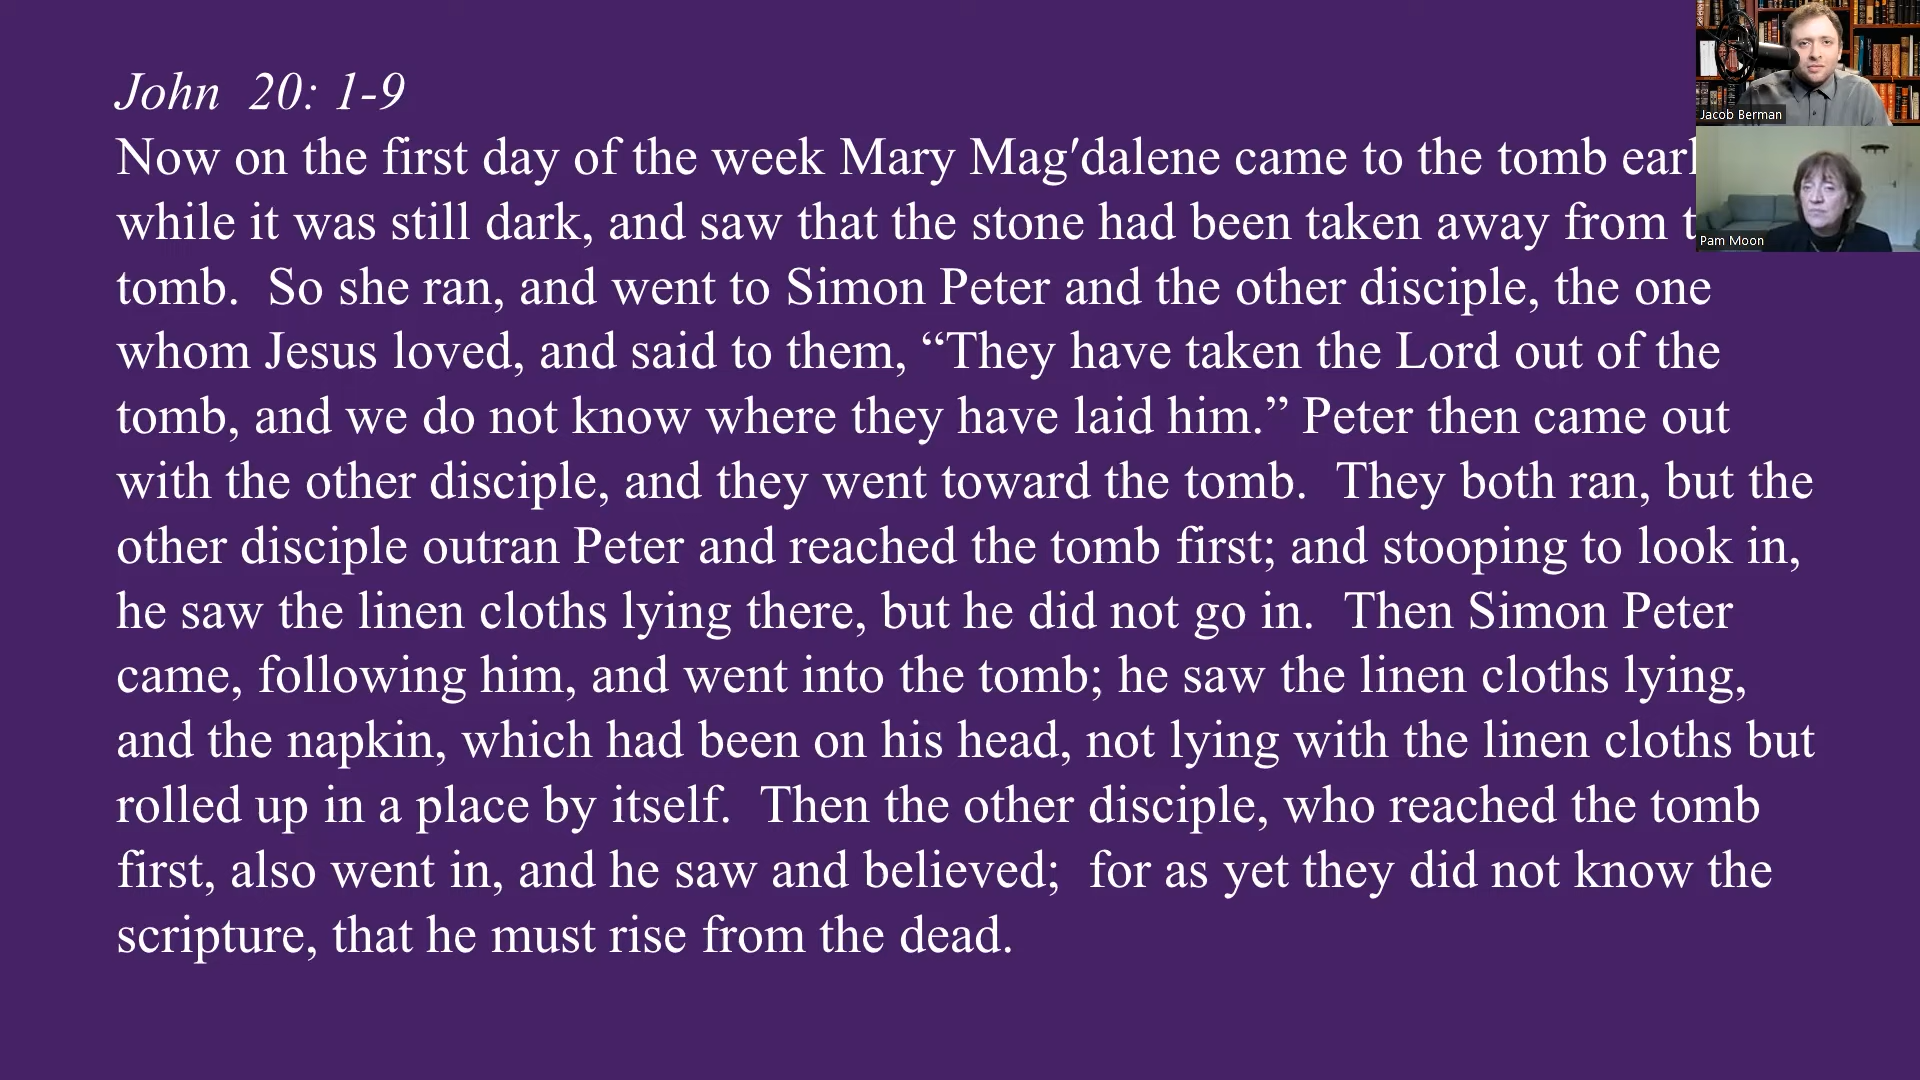 John  20: 1-9
Now on the first day of the week Mary Mag′dalene came to the tomb earl
while it was still dark, and saw that the stone had been taken away from t
tomb.  So she ran, and went to Simon Peter and the other disciple, the one
whom Jesus loved, and said to them, “They have taken the Lord out of the
tomb, and we do not know where they have laid him.” Peter then came out
with the other disciple, and they went toward the tomb.  They both ran, but the
other disciple outran Peter and reached the tomb first; and stooping to look in,
he saw the linen cloths lying there, but he did not go in.  Then Simon Peter
came, following him, and went into the tomb; he saw the linen cloths lying,
and the napkin, which had been on his head, not lying with the linen cloths but
rolled up in a place by itself.  Then the other disciple, who reached the tomb
first, also went in, and he saw and believed;  for as yet they did not know the
scripture, that he must rise from the dead.
Jacob Berman
Pam Moon